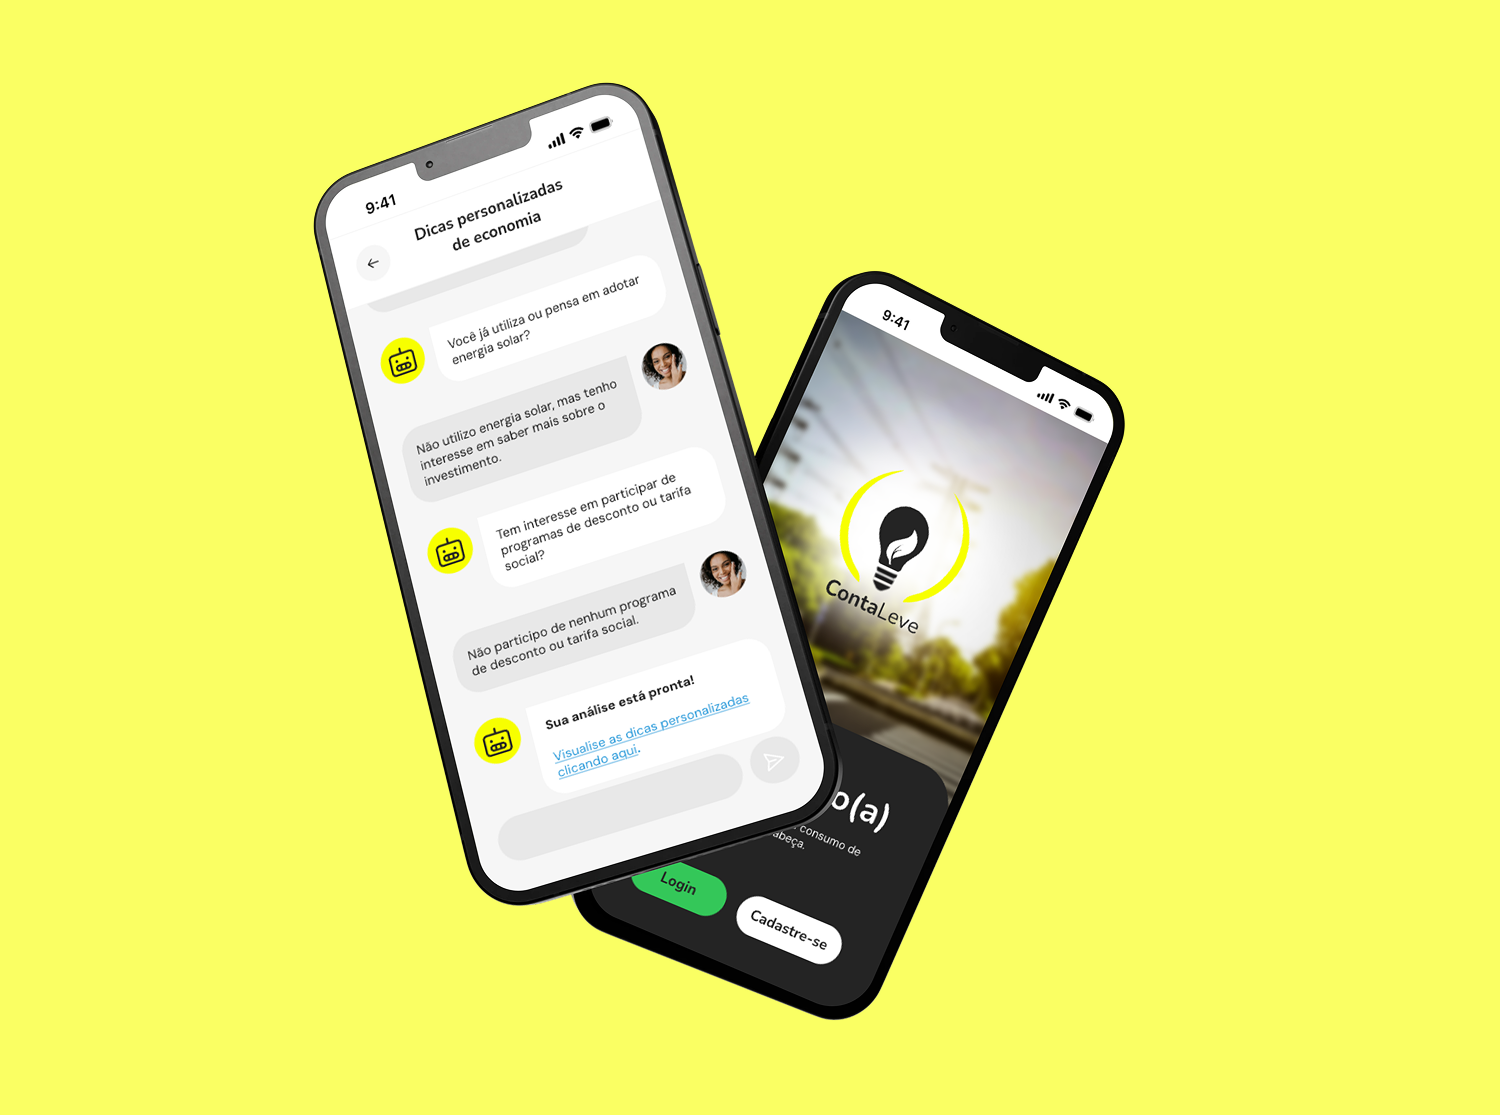 9:41
Dicas personalizadas
de economia
Você já utiliza ou pensa em adotar
energia solar?
Não utilizo energia solar, mas tenho
interesse em saber mais sobre o
investimento.
Tem interesse em participar de
programas de desconto ou tarifa
social?
Não participo de nenhum programa
de desconto ou tarifa social.
Sua análise está pronta!
Visualise as dicas personalizadas
clicando aqui.
9:41
ContaLeve
o(a)
consumo de
abeça.
Login
Cadastre-se